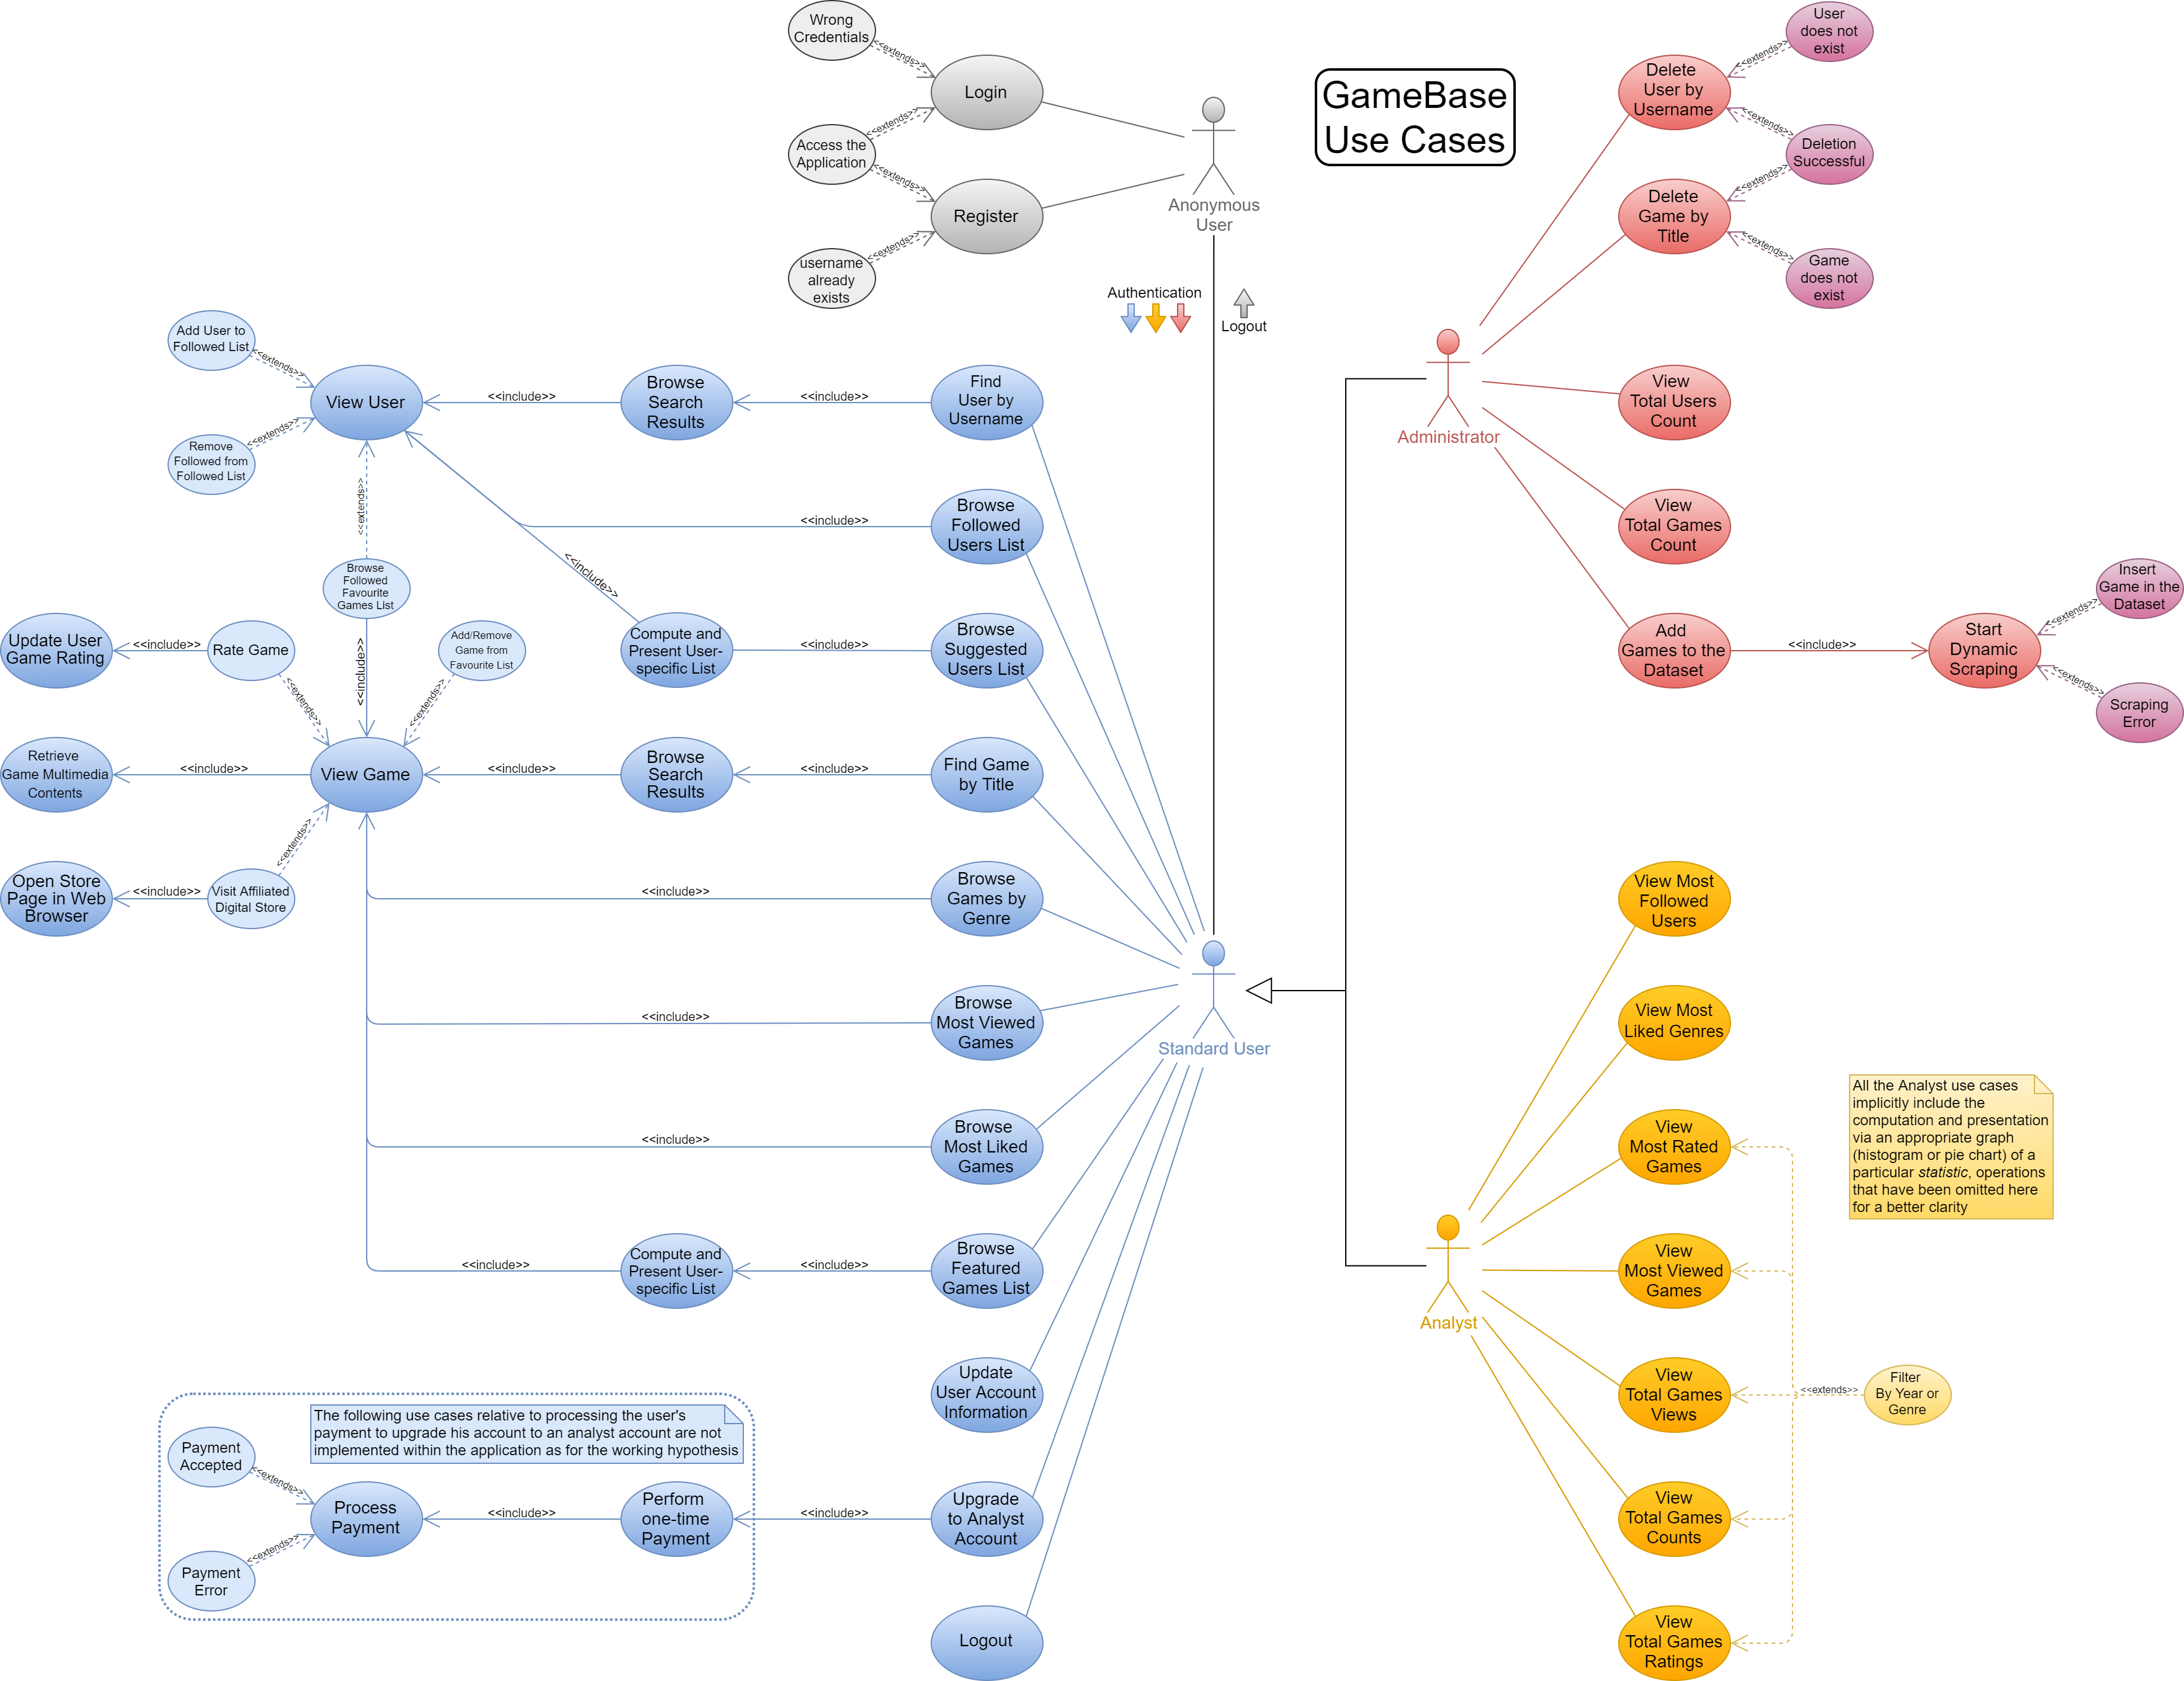 GameBase
Use Cases
Wrong
Credentials
<<extends>>
Login
Access the
Application
<<extends>>
<<extends>>
Register
username
already
exists
<<extends>>
Anonymous
User
Authentication
Logout
User
does not
exist
<<extends>>
Delete
User by
Username
<<extends>>
Deletion
Successful
<<extends>>
Delete
Game by
Title
<<extends>>
Game
does not
exist
Administrator
View
Total Users
Count
View
Total Games
Count
Add
Games to the
Dataset
<<include>>
Start
Dynamic
Scraping
Insert
Game in the
Dataset
<<extends>>
<<extends>>
Scraping
Error
Add User to
Followed List
<<extends>>
View User
<<include>>
Browse
Search
Results
<<include>>
Find
User by
Username
<<extends>>
Remove
Followed from
Followed List
<<extends>>
<<include>>
Browse
Followed
Users List
<<include>>
Browse
Followed
Favourite
Games List
<<include>>
Update User
Game Rating
<<include>>
Rate Game
Add/Remove
Game from
Favourite List
Compute and
Present User-
specific List
<<include>>
Browse
Suggested
Users List
<<extends>>
<<extends>>
Retrieve
Game Multimedia
Contents
<<include>>
View Game
<<include>>
Browse
Search
Results
<<include>>
Find Game
by Title
<<extends>>
Open Store
Page in Web
Browser
<<include>>
Visit Affiliated
Digital Store
<<include>>
Browse
Games by
Genre
<<include>>
Browse
Most Viewed
Games
Standard User
<<include>>
Browse
Most Liked
Games
<<include>>
Compute and
Present User-
specific List
<<include>>
Browse
Featured
Games List
Update
User Account
Information
The following use cases relative to processing the user's
payment to upgrade his account to an analyst account are not
implemented within the application as for the working hypothesis
Payment
Accepted
<<extends>>
Process
Payment
<<include>>
Perform
one-time
Payment
<<include>>
Upgrade
to Analyst
Account
<<extends>>
Payment
Error
Logout
View Most
Followed
Users
View Most
Liked Genres
All the Analyst use cases
implicitly include the
computation and presentation
via an appropriate graph
(histogram or pie chart) of a
particular statistic, operations
that have been omitted here
for a better clarity
View
Most Rated
Games
Analyst
View
Most Viewed
Games
View
Total Games
Views
<<extends>>
Filter
By Year or
Genre
View
Total Games
Counts
View
Total Games
Ratings